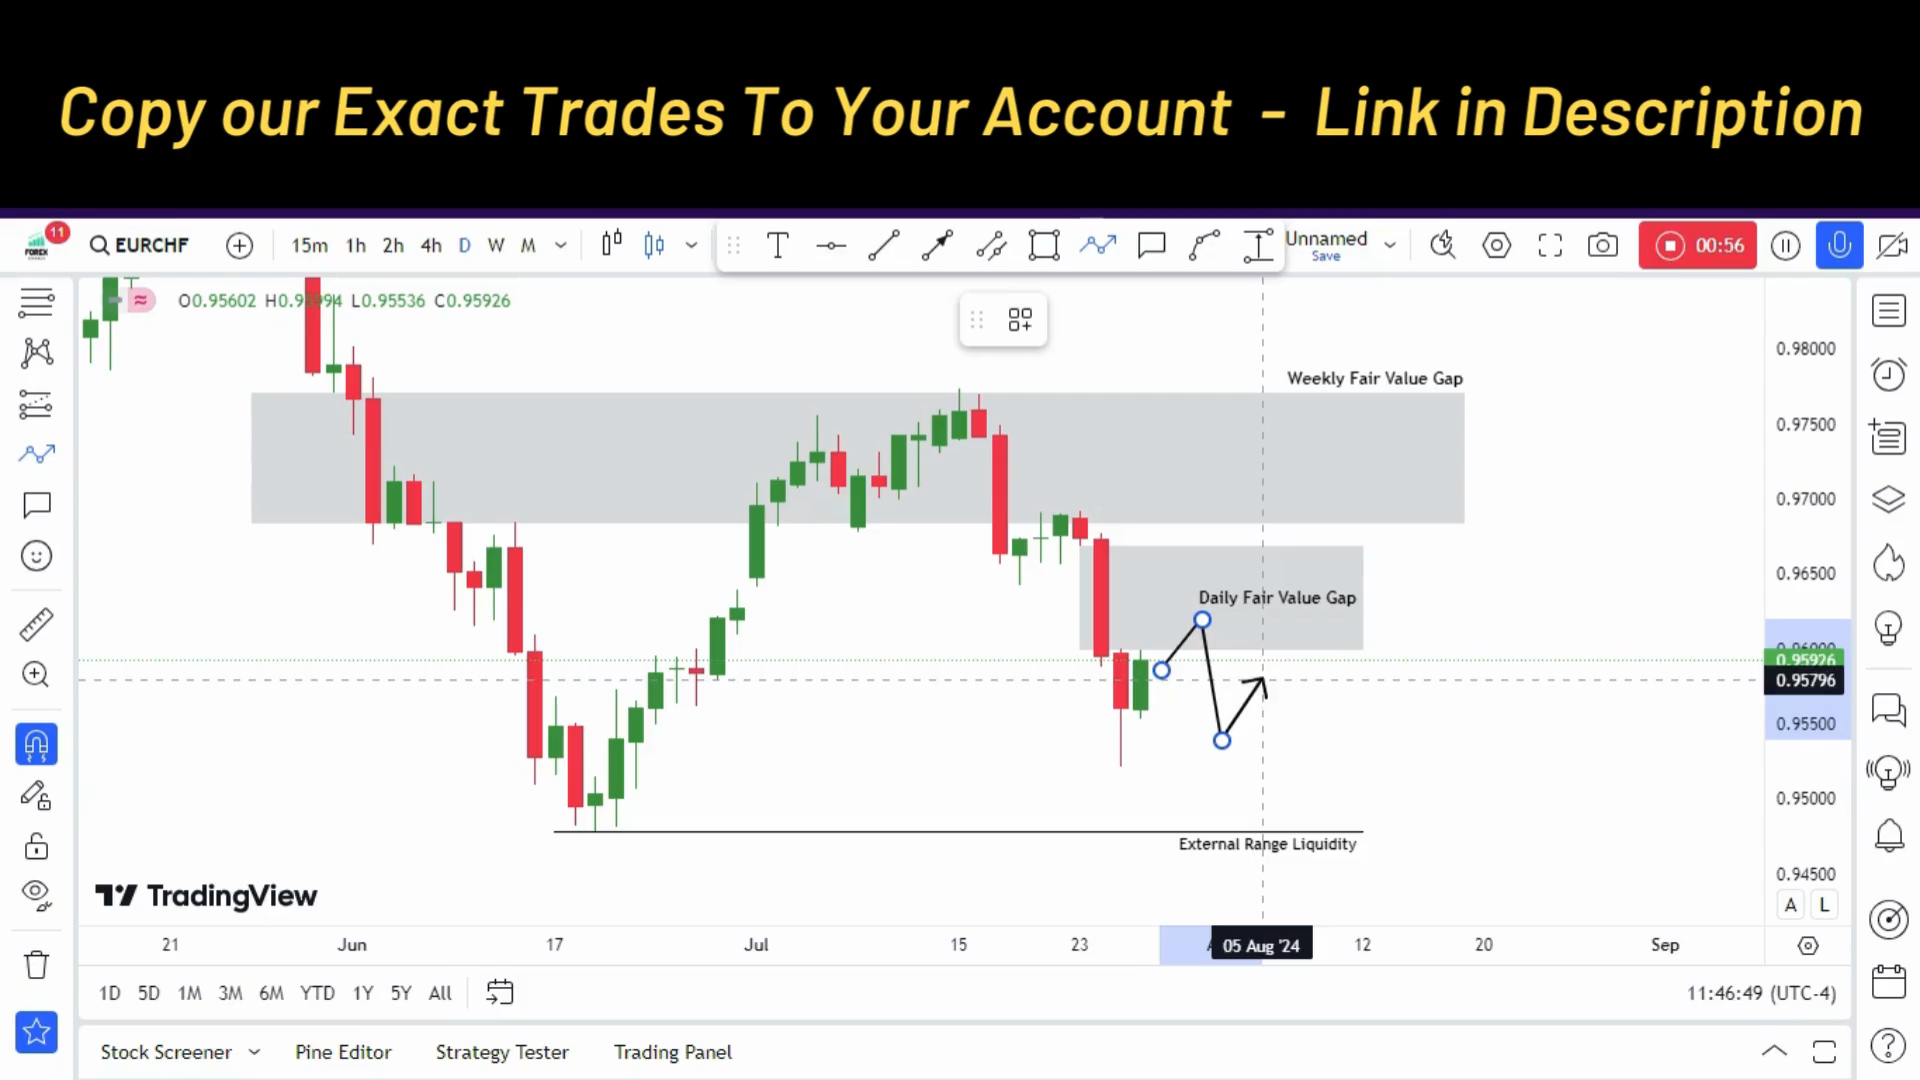 Copy our Exact Trades To Your Account - Link in Description
11
FOREX
EURCHF
15m 1h 2h 4h D W M
Unnamed
Save
00:56
O0.95602 L0.95536 C0.95926
0.98000
Weekly Fair Value Gap
0.97500
0.97000
0.96500
Daily Fair Value Gap
0.95926
0.95796
0.95500
0.95000
External Range Liquidity
0.94500
TradingView
A L
21 Jun 17 Jul 15 23 05 Aug '24 12 20 Sep
1D 5D 1M 3M 6M YTD 1Y 5Y All
11:46:49 (UTC-4)
Stock Screener Pine Editor Strategy Tester Trading Panel